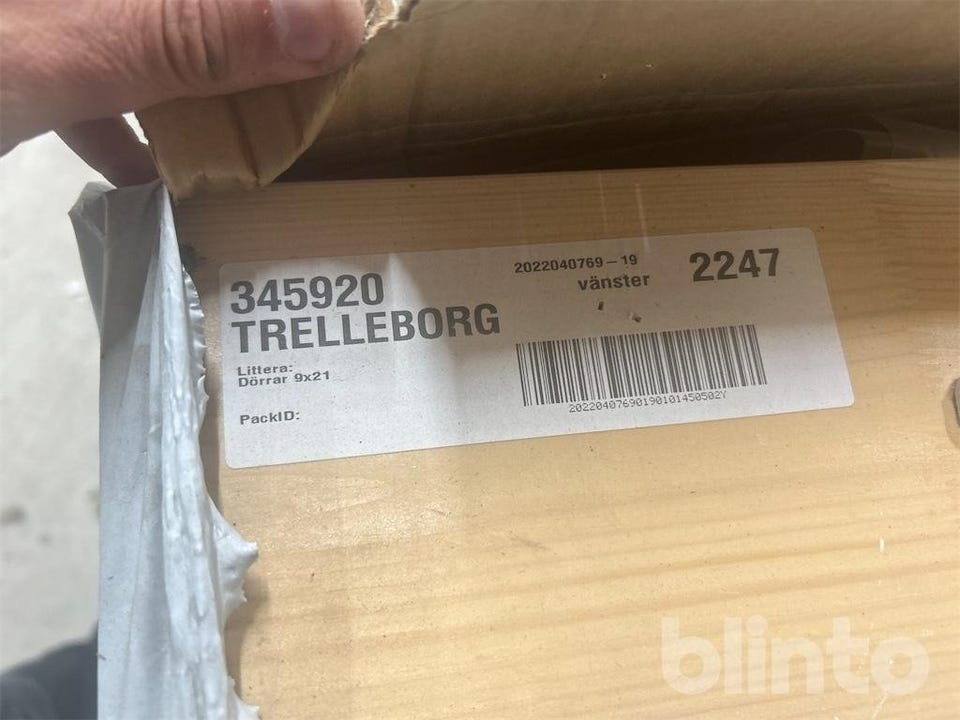 345920
TRELLEBORG
Littera:
Dörrar 9x21
PackID:
2022040769-19
vänster
2247
20220407690190101450502Y
blinto